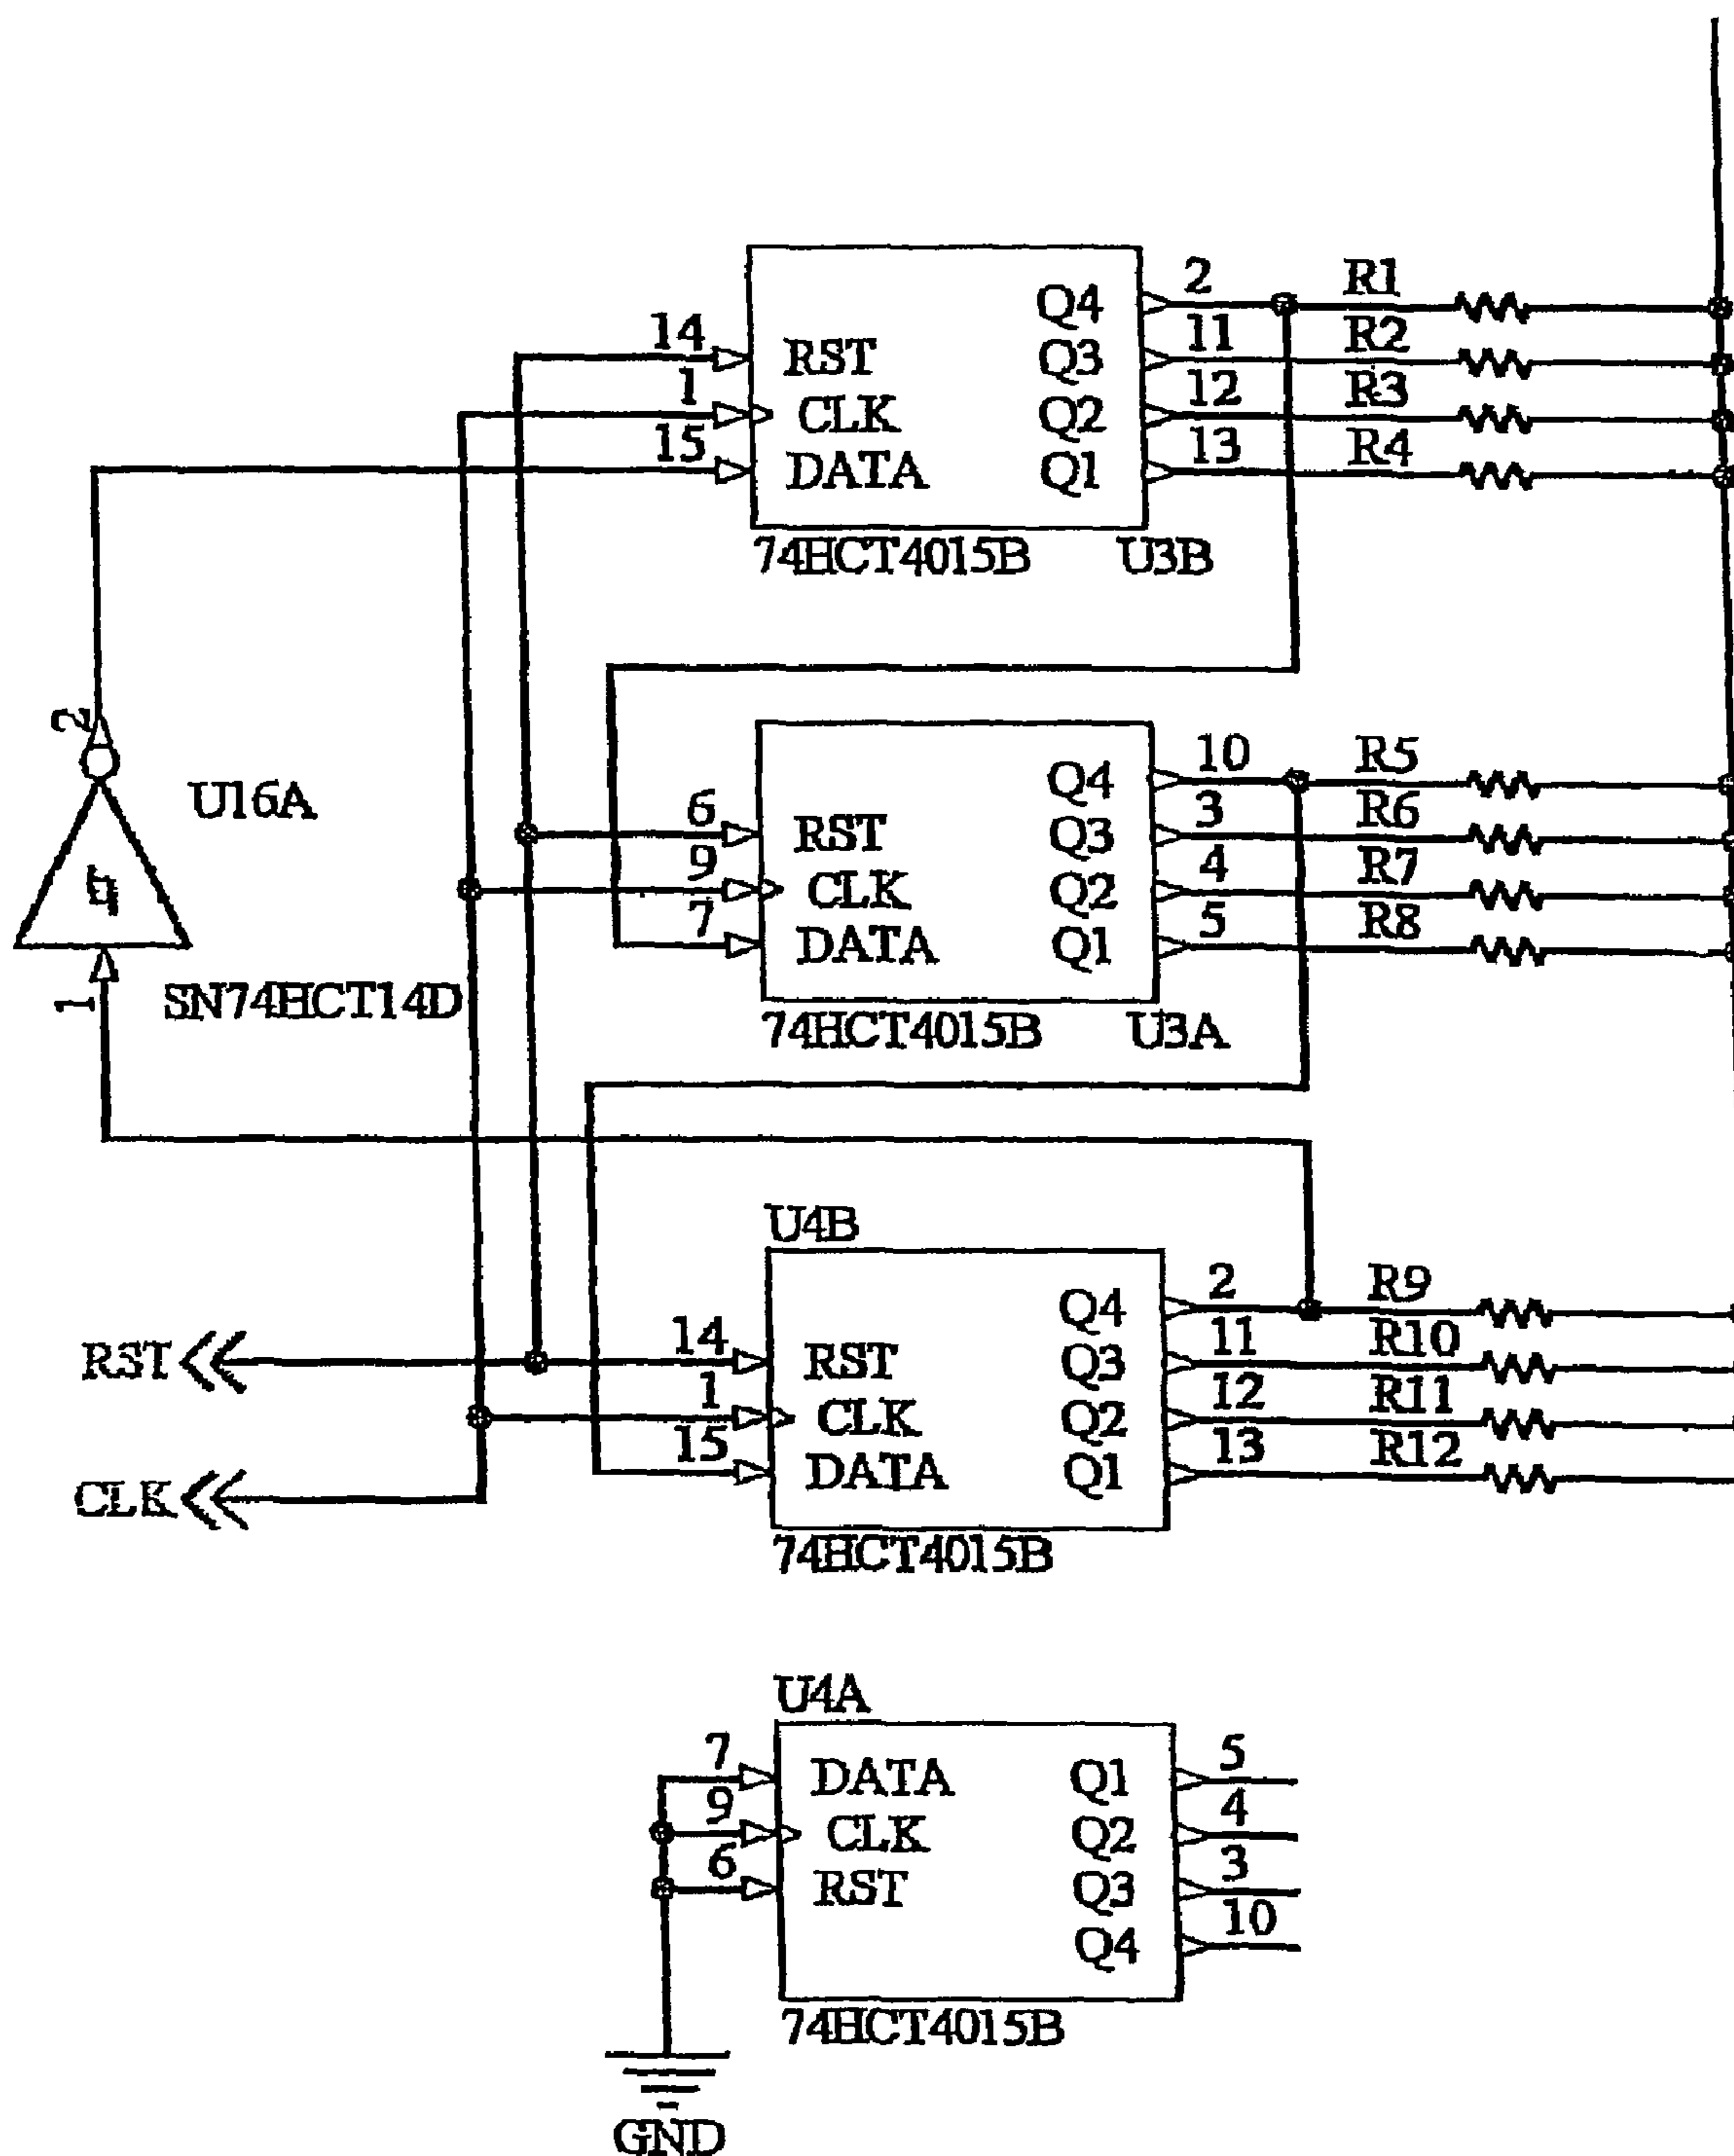 2 R1
Q4
14 11 R2
RST Q3
1 12 R3
CLK Q2
15 13 R4
DATA Q1
74HCT4015B U3B
2
U16A
10 R5
Q4
6 3 R6
RST Q3
9 4 R7
CLK Q2
7 5 R8
DATA Q1
1 SN74HCT14D
74HCT4015B U3A
U4B
2 R9
Q4
14 11 R10
RST RST Q3
1 12 R11
CLK Q2
15 13 R12
CLK DATA Q1
74HCT4015B
U4A
7 5
DATA Q1
9 4
CLK Q2
6 3
RST Q3
10
Q4
74HCT4015B
GND